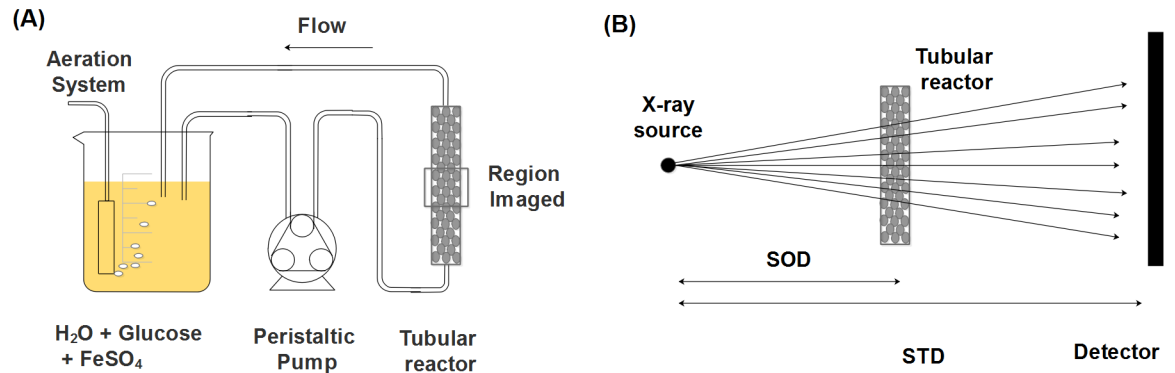 (A)
Flow
Aeration
System
Region
Imaged
H₂O + Glucose
+ FeSO₄
Peristaltic
Pump
Tubular
reactor
(B)
Tubular
reactor
X-ray
source
SOD
STD
Detector